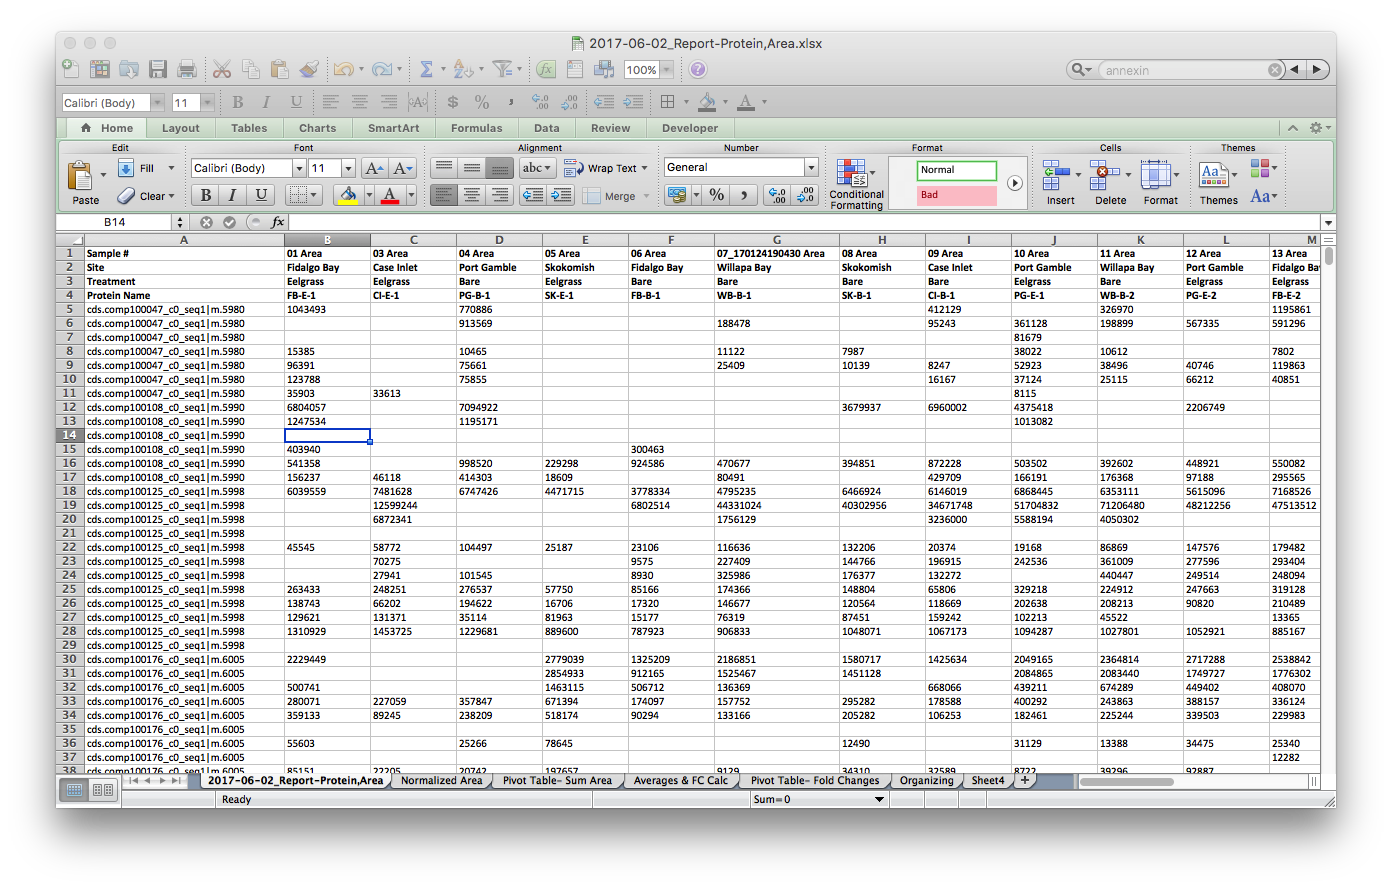 2017-06-02_Report-Protein,Area.xlsx
100% annexin
Calibri (Body) 11 B I U $ % ,
Home Layout Tables Charts SmartArt Formulas Data Review Developer
Edit Font Alignment Number Format Cells Themes
Fill Calibri (Body) 11 A A abc Wrap Text General Normal
Paste Clear B I U A Merge % , Conditional Formatting Bad Insert Delete Format Themes Aa
B14 fx
A B C D E F G H I J K L M
1 Sample # 01 Area 03 Area 04 Area 05 Area 06 Area 07_170124190430 Area 08 Area 09 Area 10 Area 11 Area 12 Area 13 Area
2 Site Fidalgo Bay Case Inlet Port Gamble Skokomish Fidalgo Bay Willapa Bay Skokomish Case Inlet Port Gamble Willapa Bay Port Gamble Fidalgo Ba
3 Treatment Eelgrass Eelgrass Bare Eelgrass Bare Bare Bare Bare Eelgrass Bare Eelgrass Eelgrass
4 Protein Name FB-E-1 CI-E-1 PG-B-1 SK-E-1 FB-B-1 WB-B-1 SK-B-1 CI-B-1 PG-E-1 WB-B-2 PG-E-2 FB-E-2
5 cds.comp100047_c0_seq1|m.5980 1043493 770886 412129 326970 1195861
6 cds.comp100047_c0_seq1|m.5980 913569 188478 95243 361128 198899 567335 591296
7 cds.comp100047_c0_seq1|m.5980 81679
8 cds.comp100047_c0_seq1|m.5980 15385 10465 11122 7987 38022 10612 7802
9 cds.comp100047_c0_seq1|m.5980 96391 75661 25409 10139 8247 52923 38496 40746 119863
10 cds.comp100047_c0_seq1|m.5980 123788 75855 16167 37124 25115 66212 40851
11 cds.comp100047_c0_seq1|m.5980 35903 33613 8115
12 cds.comp100108_c0_seq1|m.5990 6804057 7094922 3679937 6960002 4375418 2206749
13 cds.comp100108_c0_seq1|m.5990 1247534 1195171 1013082
14 cds.comp100108_c0_seq1|m.5990
15 cds.comp100108_c0_seq1|m.5990 403940 300463
16 cds.comp100108_c0_seq1|m.5990 541358 998520 229298 924586 470677 394851 872228 503502 392602 448921 550082
17 cds.comp100108_c0_seq1|m.5990 156237 46118 414303 18609 80491 429709 166191 176368 97188 295565
18 cds.comp100125_c0_seq1|m.5998 6039559 7481628 6747426 4471715 3778334 4795235 6466924 6146019 6868445 6353111 5615096 7168526
19 cds.comp100125_c0_seq1|m.5998 12599244 6802514 44331024 40302956 34671748 51704832 71206480 48212256 47513512
20 cds.comp100125_c0_seq1|m.5998 6872341 1756129 3236000 5588194 4050302
21 cds.comp100125_c0_seq1|m.5998
22 cds.comp100125_c0_seq1|m.5998 45545 58772 104497 25187 23106 116636 132206 20374 19168 86869 147576 179482
23 cds.comp100125_c0_seq1|m.5998 70275 9575 227409 144766 196915 242536 361009 277596 293404
24 cds.comp100125_c0_seq1|m.5998 27941 101545 8930 325986 176377 132272 440447 249514 248094
25 cds.comp100125_c0_seq1|m.5998 263433 248251 276537 57750 85166 174366 148804 65806 329218 224912 247663 319128
26 cds.comp100125_c0_seq1|m.5998 138743 66202 194622 16706 17320 146677 120564 118669 202638 208213 90820 210489
27 cds.comp100125_c0_seq1|m.5998 129621 131371 35114 81963 15177 76319 87451 159242 102213 45522 13365
28 cds.comp100125_c0_seq1|m.5998 1310929 1453725 1229681 889600 787923 906833 1048071 1067173 1094287 1027801 1052921 885167
29 cds.comp100125_c0_seq1|m.5998
30 cds.comp100176_c0_seq1|m.6005 2229449 2779039 1325209 2186851 1580717 1425634 2049165 2364814 2717288 2538842
31 cds.comp100176_c0_seq1|m.6005 2854933 912165 1525467 1451128 2084865 2083440 1749727 1776302
32 cds.comp100176_c0_seq1|m.6005 500741 1463115 506712 136369 668066 439211 674289 449402 408070
33 cds.comp100176_c0_seq1|m.6005 280071 227059 357847 671394 174097 157752 295282 178588 400292 243863 388157 336124
34 cds.comp100176_c0_seq1|m.6005 359133 89245 238209 518174 90294 133166 205282 106253 182461 225244 339503 229983
35 cds.comp100176_c0_seq1|m.6005
36 cds.comp100176_c0_seq1|m.6005 55603 25266 78645 12490 31129 13388 34475 25340
37 cds.comp100176_c0_seq1|m.6005 12282
38 cds.comp100176_c0_seq1|m.6005 85151 22205 20742 197657 9129 34310 32589 8722 39296 92887
2017-06-02_Report-Protein,Area Normalized Area Pivot Table- Sum Area Averages & FC Calc Pivot Table- Fold Changes Organizing Sheet4 +
Ready Sum=0